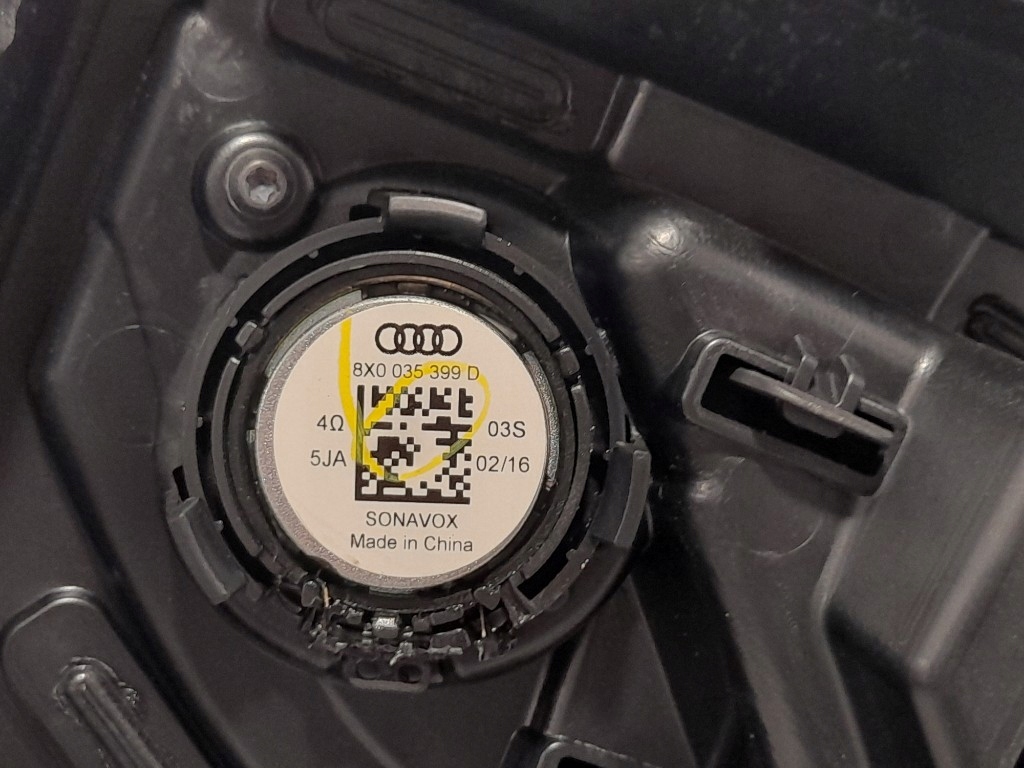 8X0 035 399 D
4Ω 03S
5JA 02/16
SONAVOX
Made in China